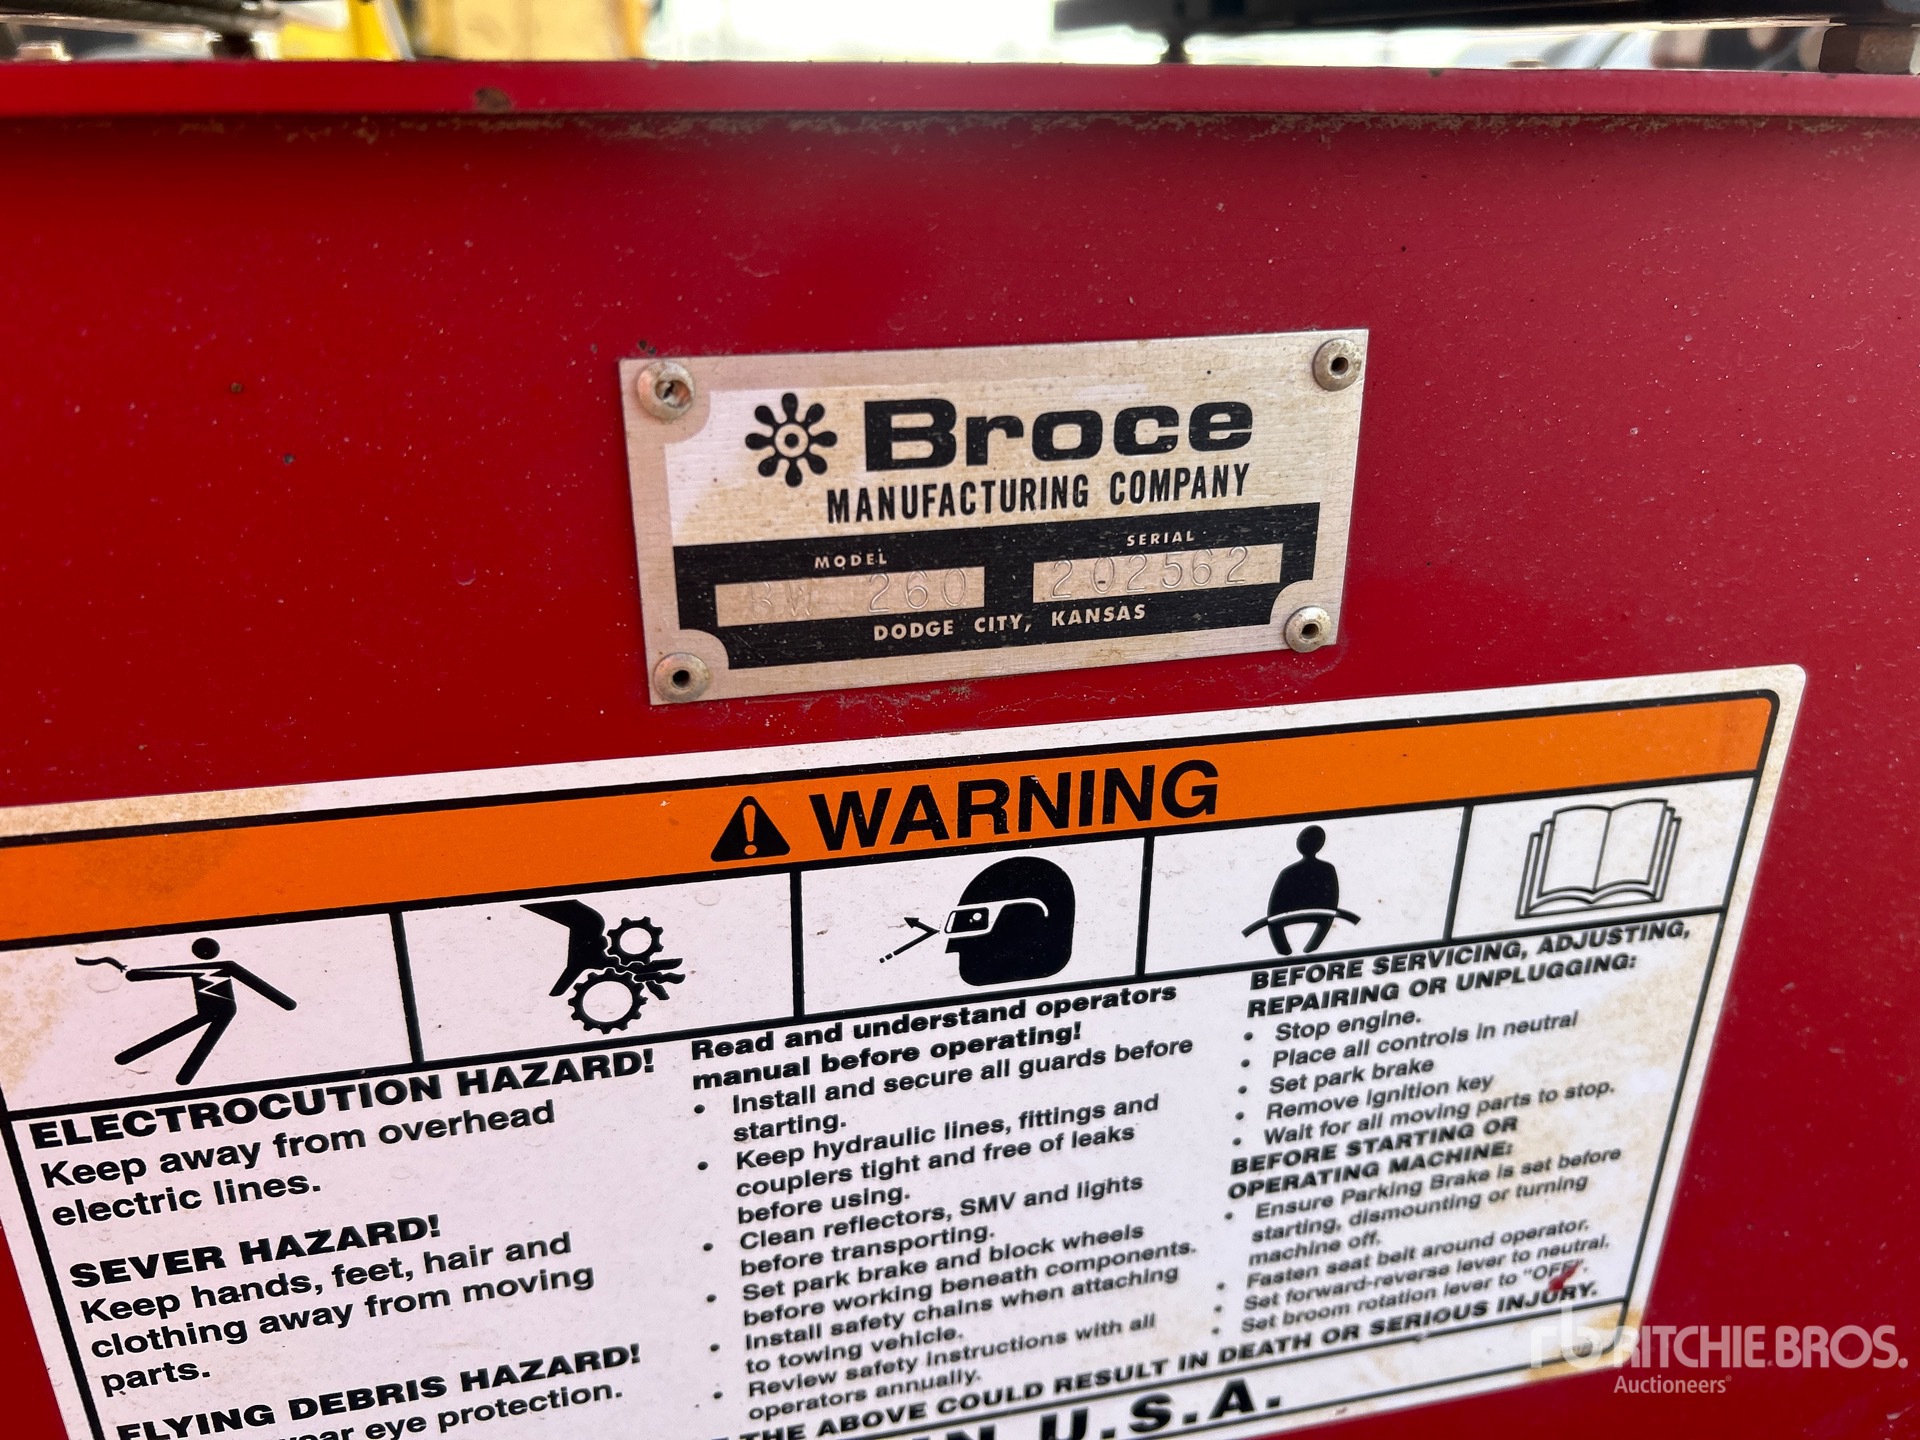 Broce
MANUFACTURING COMPANY
MODEL
SERIAL
BW 260
202562
DODGE CITY, KANSAS
WARNING
ELECTROCUTION HAZARD!
Keep away from overhead
electric lines.
SEVER HAZARD!
Keep hands, feet, hair and
clothing away from moving
parts.
FLYING DEBRIS HAZARD!
eye protection.
Read and understand operators
manual before operating!
• Install and secure all guards before
starting.
• Keep hydraulic lines, fittings and
couplers tight and free of leaks
before using.
• Clean reflectors, SMV and lights
before transporting.
• Set park brake and block wheels
before working beneath components.
• Install safety chains when attaching
to towing vehicle.
• Review safety instructions with all
operators annually.
BEFORE SERVICING, ADJUSTING,
REPAIRING OR UNPLUGGING:
• Stop engine.
• Place all controls in neutral
• Set park brake
• Remove ignition key
• Wait for all moving parts to stop.
BEFORE STARTING OR
OPERATING MACHINE:
• Ensure Parking Brake is set before
starting, dismounting or turning
machine off.
• Fasten seat belt around operator.
• Set forward-reverse lever to neutral.
• Set broom rotation lever to "OFF".
THE ABOVE COULD RESULT IN DEATH OR SERIOUS INJURY.
IN U.S.A.
rb RITCHIE BROS.
Auctioneers